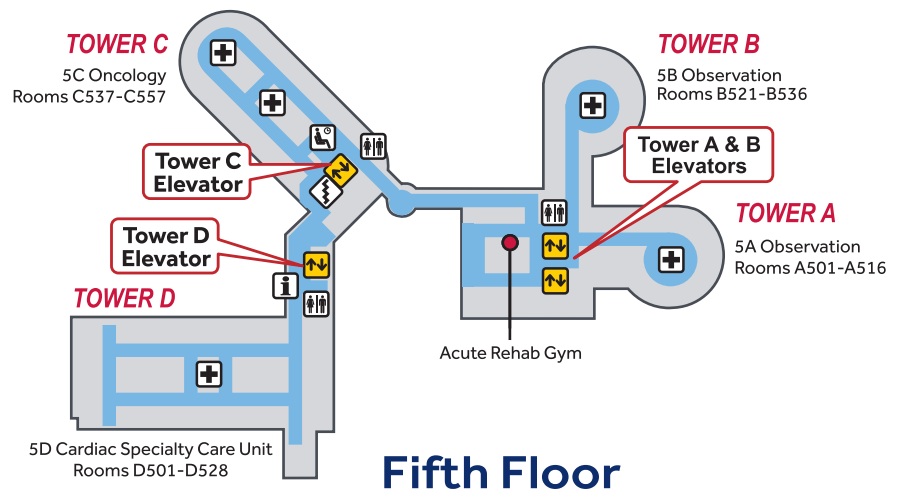 TOWER C
5C Oncology
Rooms C537-C557
TOWER B
5B Observation
Rooms B521-B536
Tower C
Elevator
Tower A & B
Elevators
Tower D
Elevator
TOWER A
5A Observation
Rooms A501-A516
i
TOWER D
Acute Rehab Gym
5D Cardiac Specialty Care Unit
Rooms D501-D528
Fifth Floor